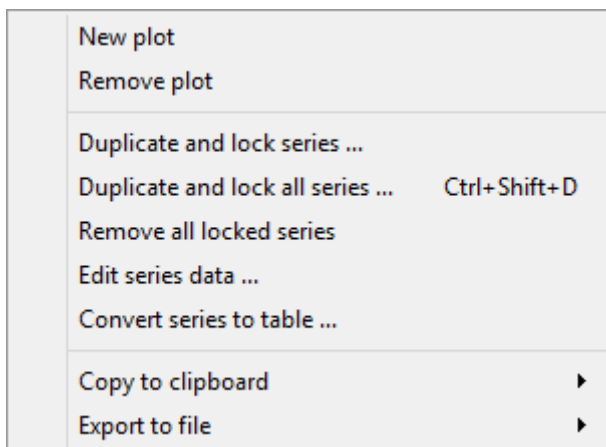 New plot
Remove plot
Duplicate and lock series ...
Duplicate and lock all series ... Ctrl+Shift+D
Remove all locked series
Edit series data ...
Convert series to table ...
Copy to clipboard
Export to file